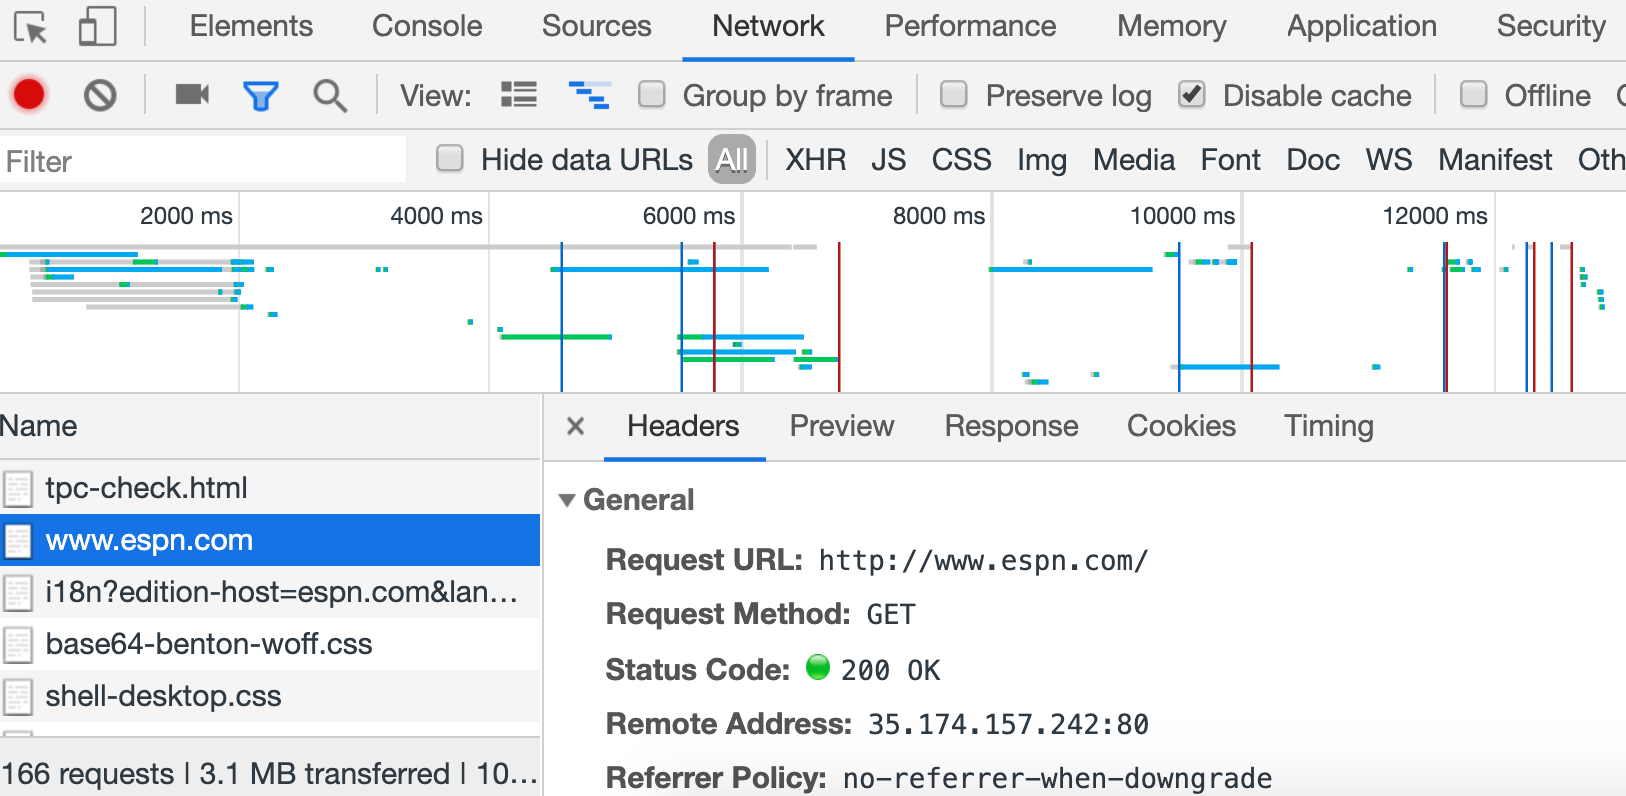 Elements Console Sources Network Performance Memory Application Security
View: Group by frame Preserve log Disable cache Offline
Filter Hide data URLs All XHR JS CSS Img Media Font Doc WS Manifest Oth
2000 ms 4000 ms 6000 ms 8000 ms 10000 ms 12000 ms
Name
tpc-check.html
www.espn.com
i18n?edition-host=espn.com&lan...
base64-benton-woff.css
shell-desktop.css
166 requests | 3.1 MB transferred | 10...
× Headers Preview Response Cookies Timing
General
Request URL: http://www.espn.com/
Request Method: GET
Status Code: 200 OK
Remote Address: 35.174.157.242:80
Referrer Policy: no-referrer-when-downgrade